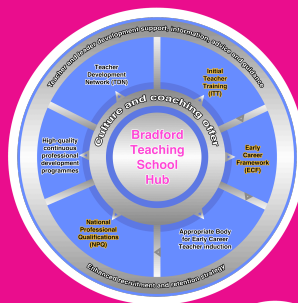 Teacher and leader development support, information, advice and guidance
Teacher
Development
Network (TDN)
Initial
Teacher
Training
(ITT)
Culture and coaching offer
Bradford
Teaching
School
Hub
High quality
continuous
professional
development
programmes
Early
Career
Framework
(ECF)
National
Professional
Qualifications
(NPQ)
Appropriate Body
for Early Career
Teacher induction
Enhanced recruitment and retention strategy